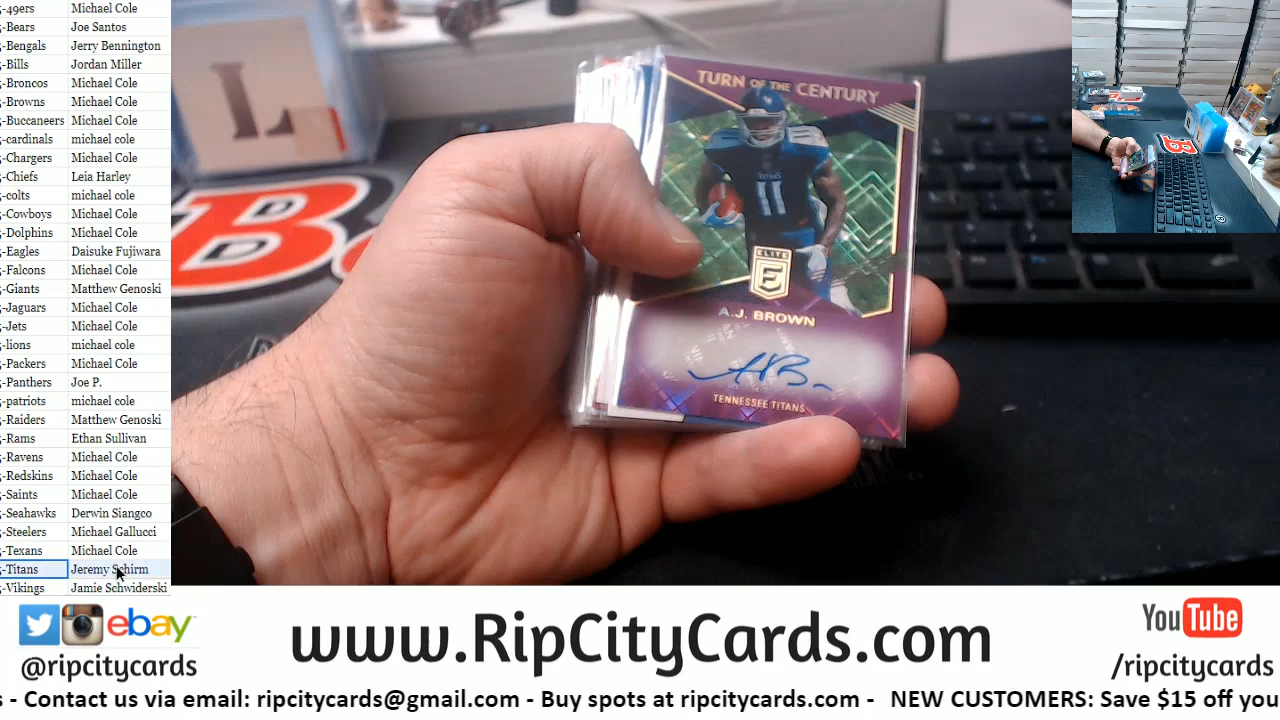 -49ers Michael Cole
-Bears Joe Santos
-Bengals Jerry Bennington
-Bills Jordan Miller
-Broncos Michael Cole
-Browns Michael Cole
-Buccaneers Michael Cole
-cardinals michael cole
-Chargers Michael Cole
-Chiefs Leia Harley
-colts michael cole
-Cowboys Michael Cole
-Dolphins Michael Cole
-Eagles Daisuke Fujiwara
-Falcons Michael Cole
-Giants Matthew Genoski
-Jaguars Michael Cole
-Jets Michael Cole
-lions michael cole
-Packers Michael Cole
-Panthers Joe P.
-patriots michael cole
-Raiders Matthew Genoski
-Rams Ethan Sullivan
-Ravens Michael Cole
-Redskins Michael Cole
-Saints Michael Cole
-Seahawks Derwin Siangco
-Steelers Michael Gallucci
-Texans Michael Cole
-Titans Jeremy Schirm
-Vikings Jamie Schwiderski
L
B
TURN OF THE CENTURY
TITANS
11
ELITE
E
A.J. BROWN
AB
TENNESSEE TITANS
B
ebay
@ripcitycards
www.RipCityCards.com
YouTube
/ripcitycards
s - Contact us via email: ripcitycards@gmail.com - Buy spots at ripcitycards.com - NEW CUSTOMERS: Save $15 off you